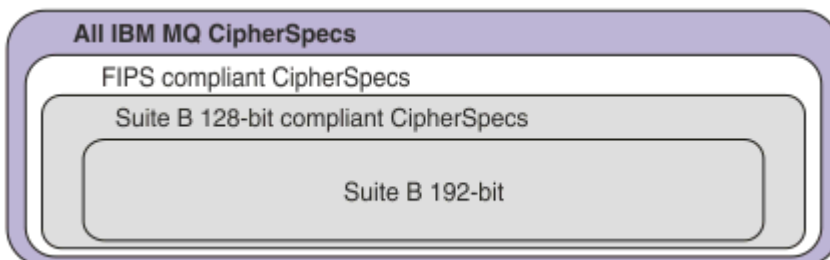 All IBM MQ CipherSpecs
FIPS compliant CipherSpecs
Suite B 128-bit compliant CipherSpecs
Suite B 192-bit